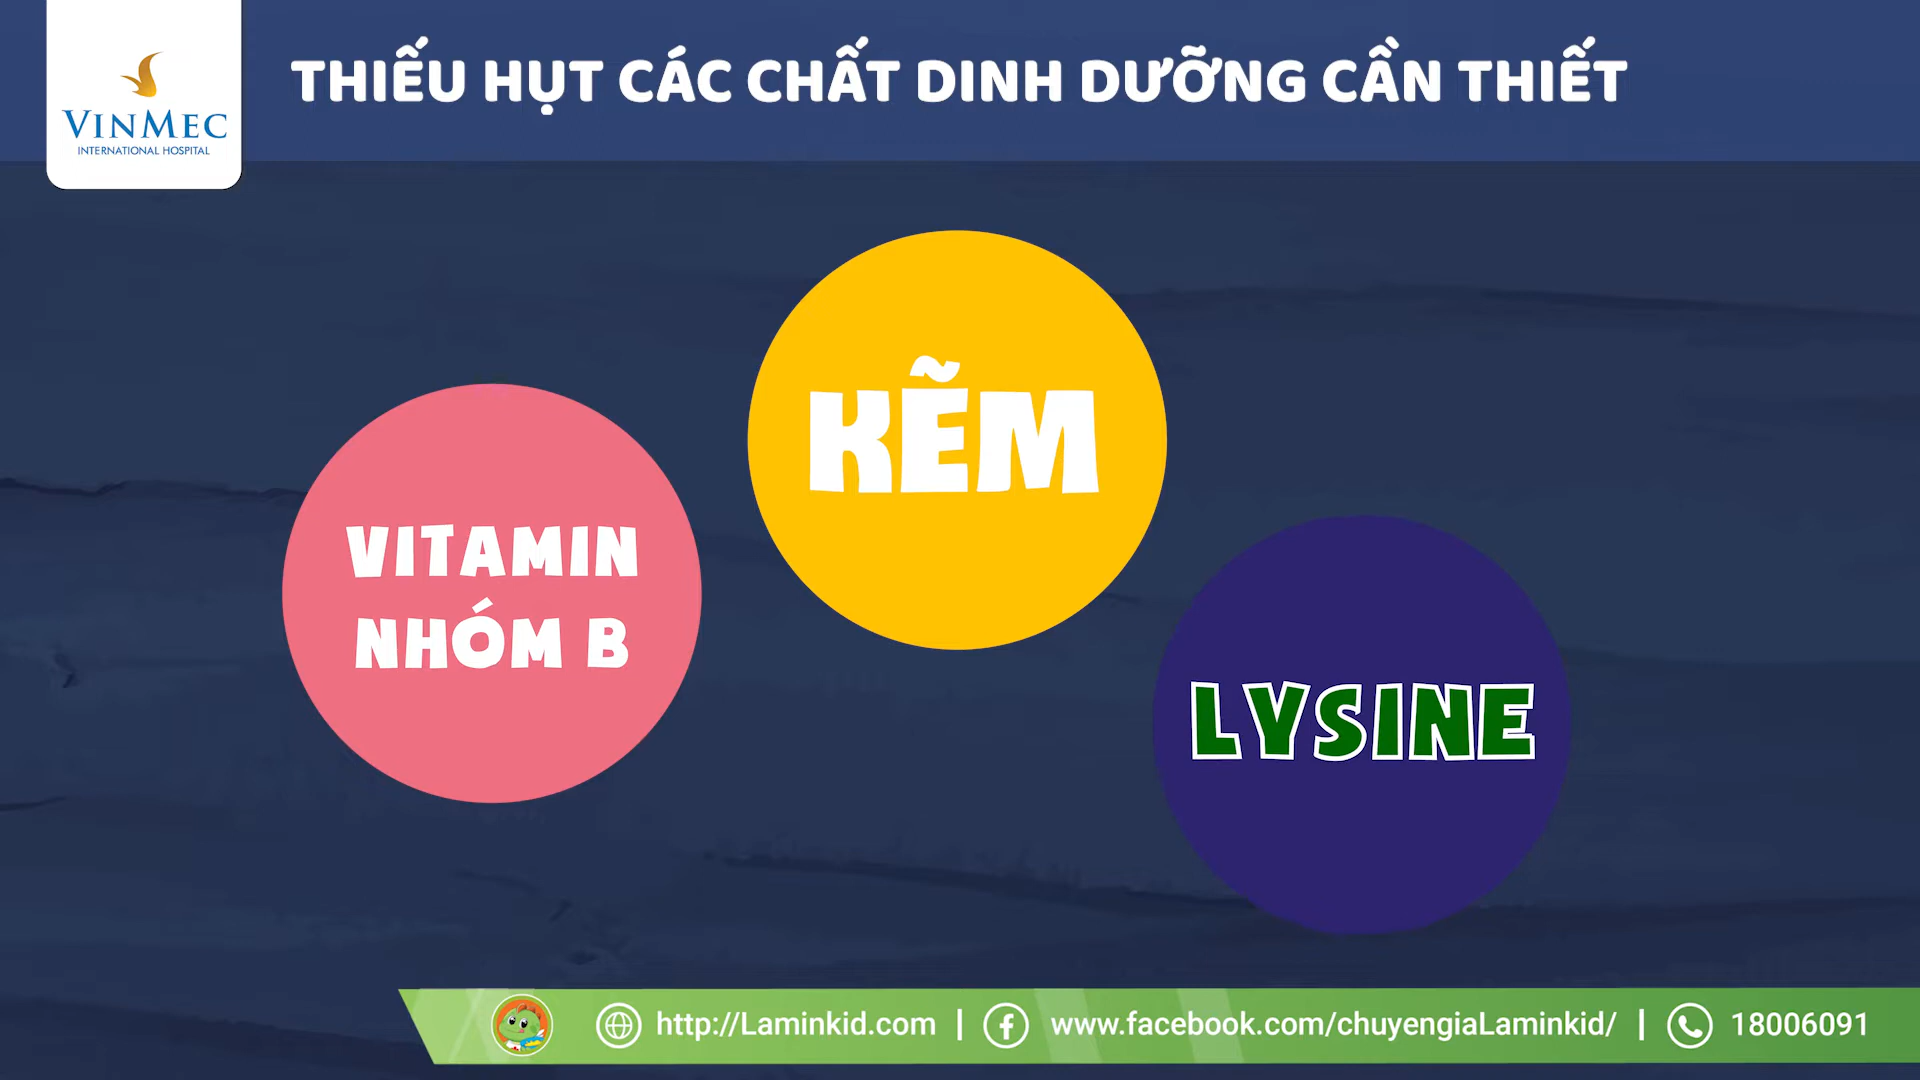 VINMEC
INTERNATIONAL HOSPITAL
THIẾU HỤT CÁC CHẤT DINH DƯỠNG CẦN THIẾT
KẼM
VITAMIN
NHÓM B
LYSINE
http://Laminkid.com | www.facebook.com/chuyengiaLaminkid/ | 18006091